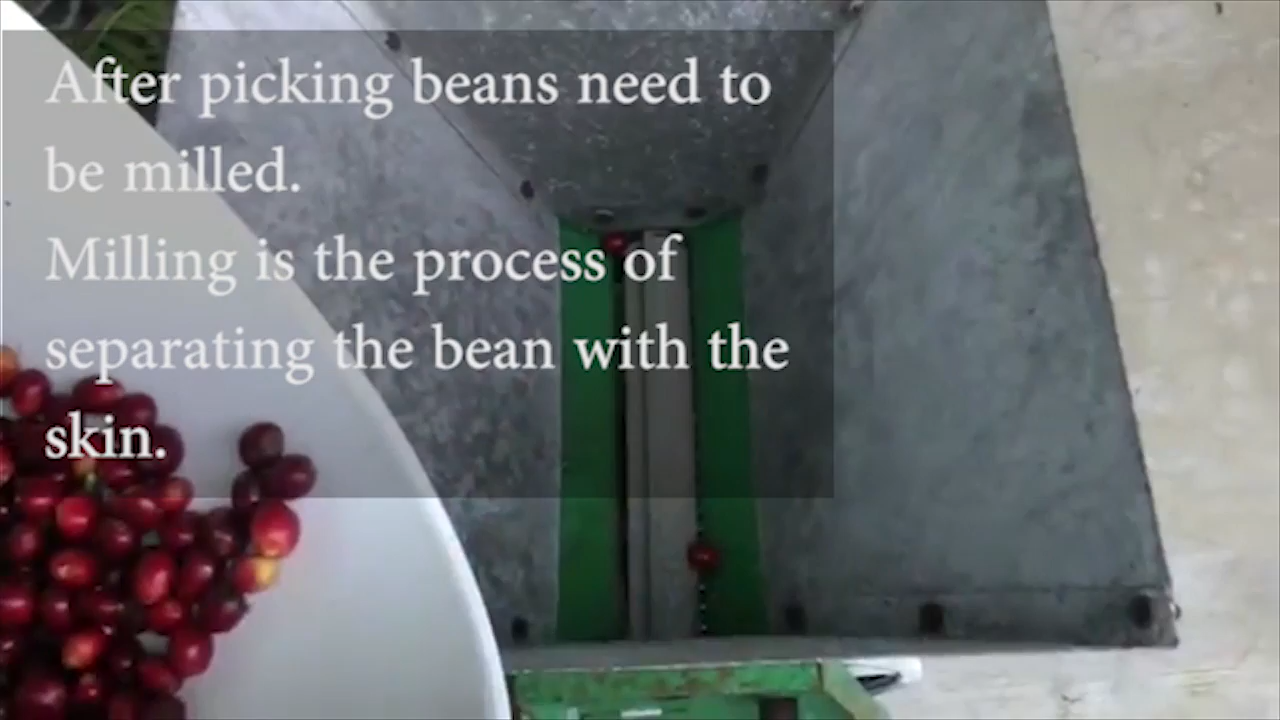 After picking beans need to
be milled.
Milling is the process of
separating the bean with the
skin.